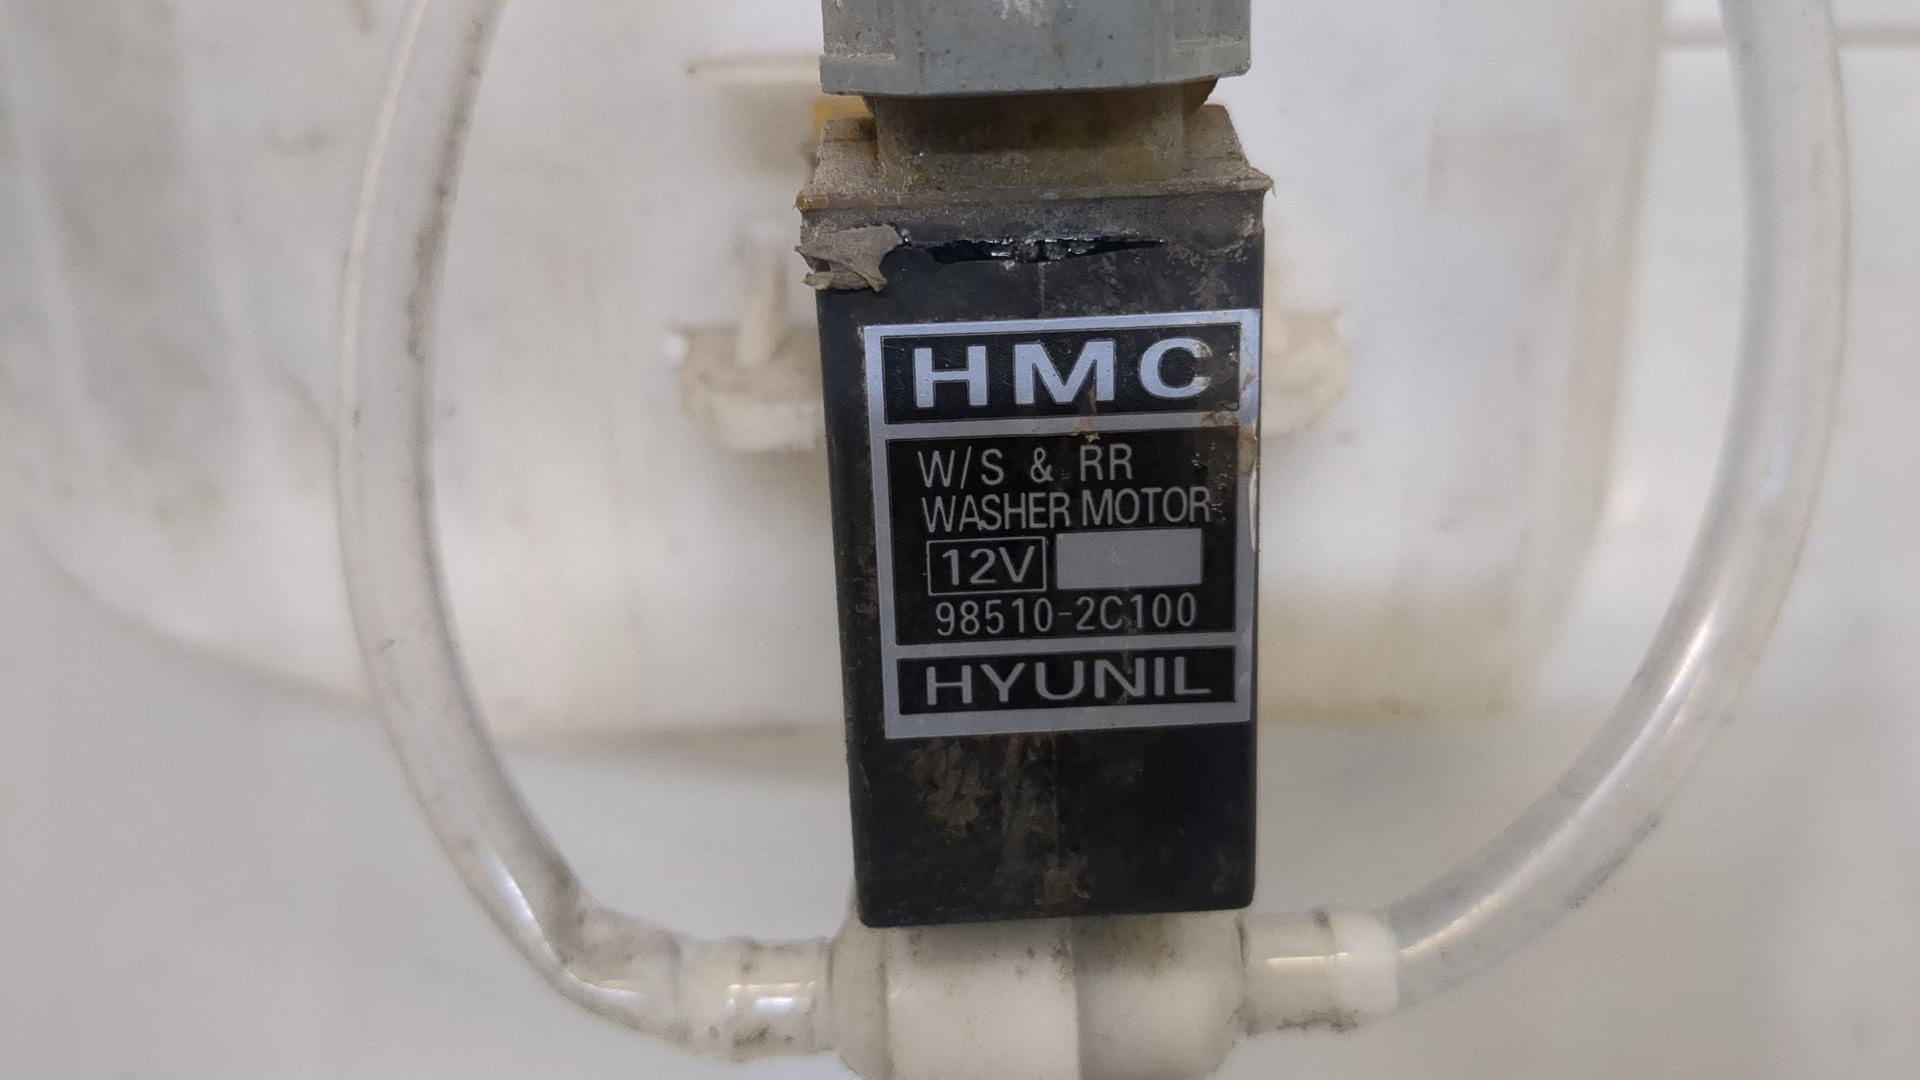 HMC
W/S & RR
WASHER MOTOR
12V
98510-2C100
HYUNIL